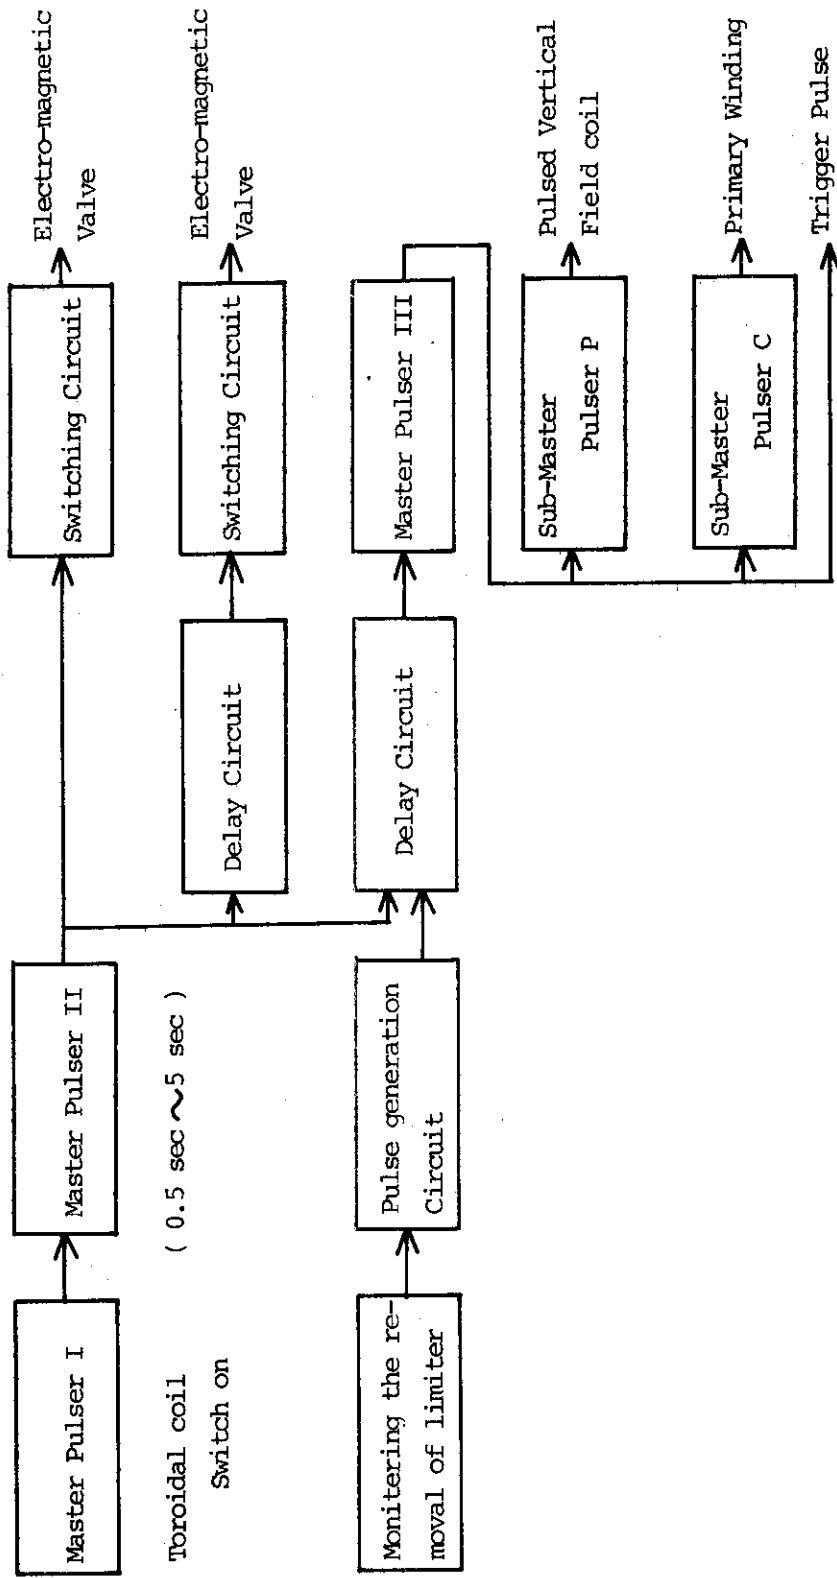 Master Pulser I
Toroidal coil
Switch on
Master Pulser II
( 0.5 sec ～ 5 sec )
Switching Circuit
Electro-magnetic
Valve
Delay Circuit
Switching Circuit
Electro-magnetic
Valve
Monitering the re-
moval of limiter
Pulse generation
Circuit
Delay Circuit
Master Pulser III
Sub-Master
Pulser P
Pulsed Vertical
Field coil
Sub-Master
Pulser C
Primary Winding
Trigger Pulse